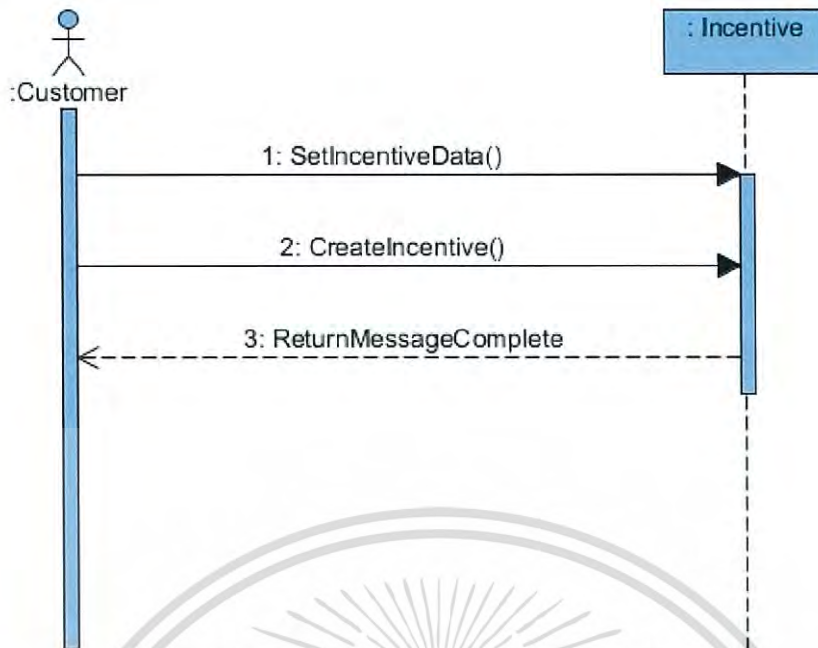 : Incentive
:Customer
1: SetIncentiveData()
2: CreateIncentive()
3: ReturnMessageComplete